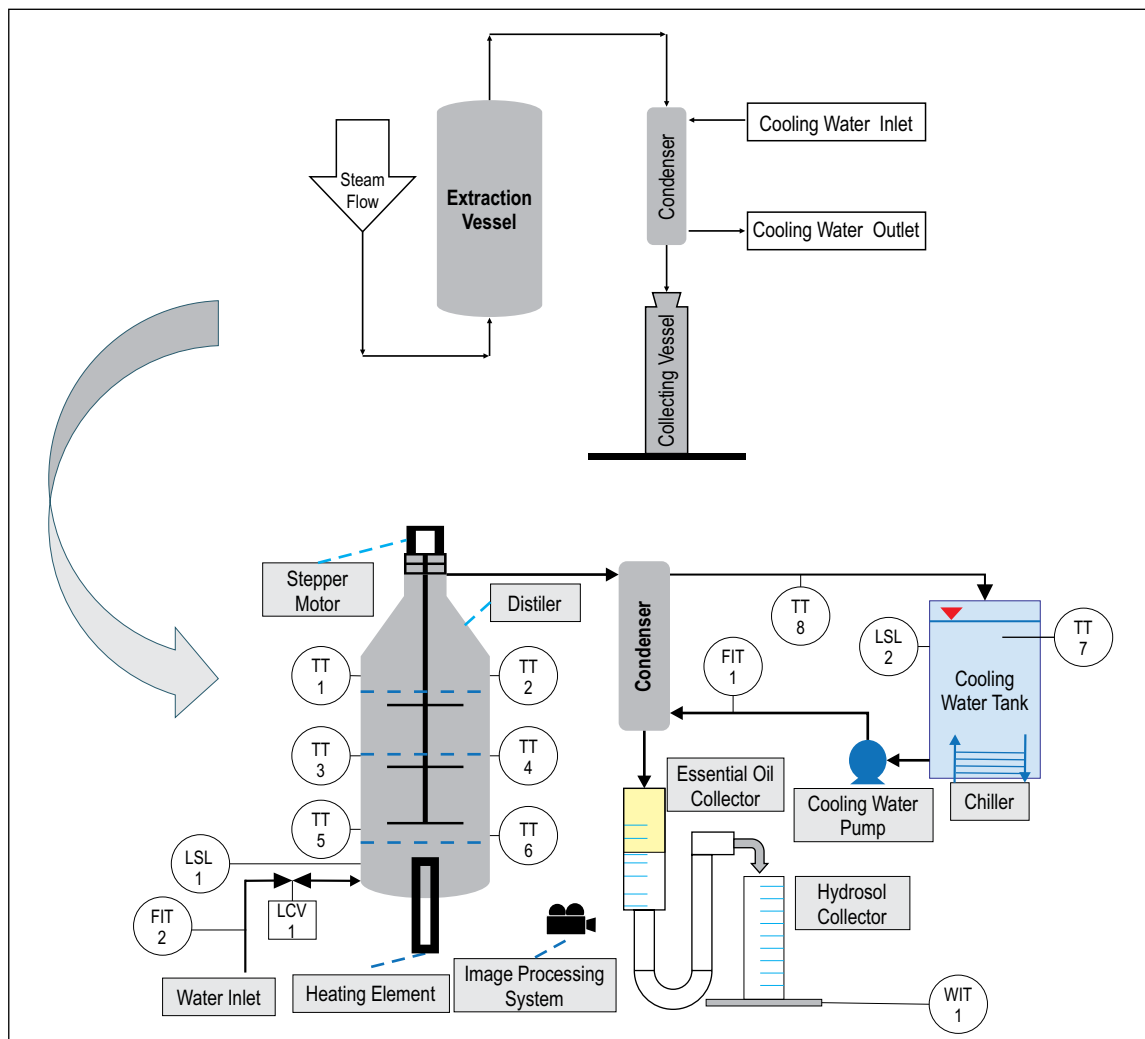 Steam
Flow
Extraction
Vessel
Condenser
Cooling Water Inlet
Cooling Water Outlet
Collecting Vessel
Stepper
Motor
Distiler
TT
1
TT
2
TT
3
TT
4
TT
5
TT
6
LSL
1
LCV
1
FIT
2
Water Inlet
Heating Element
Image Processing
System
Condenser
TT
8
FIT
1
LSL
2
TT
7
Cooling
Water Tank
Essential Oil
Collector
Cooling Water
Pump
Chiller
Hydrosol
Collector
WIT
1